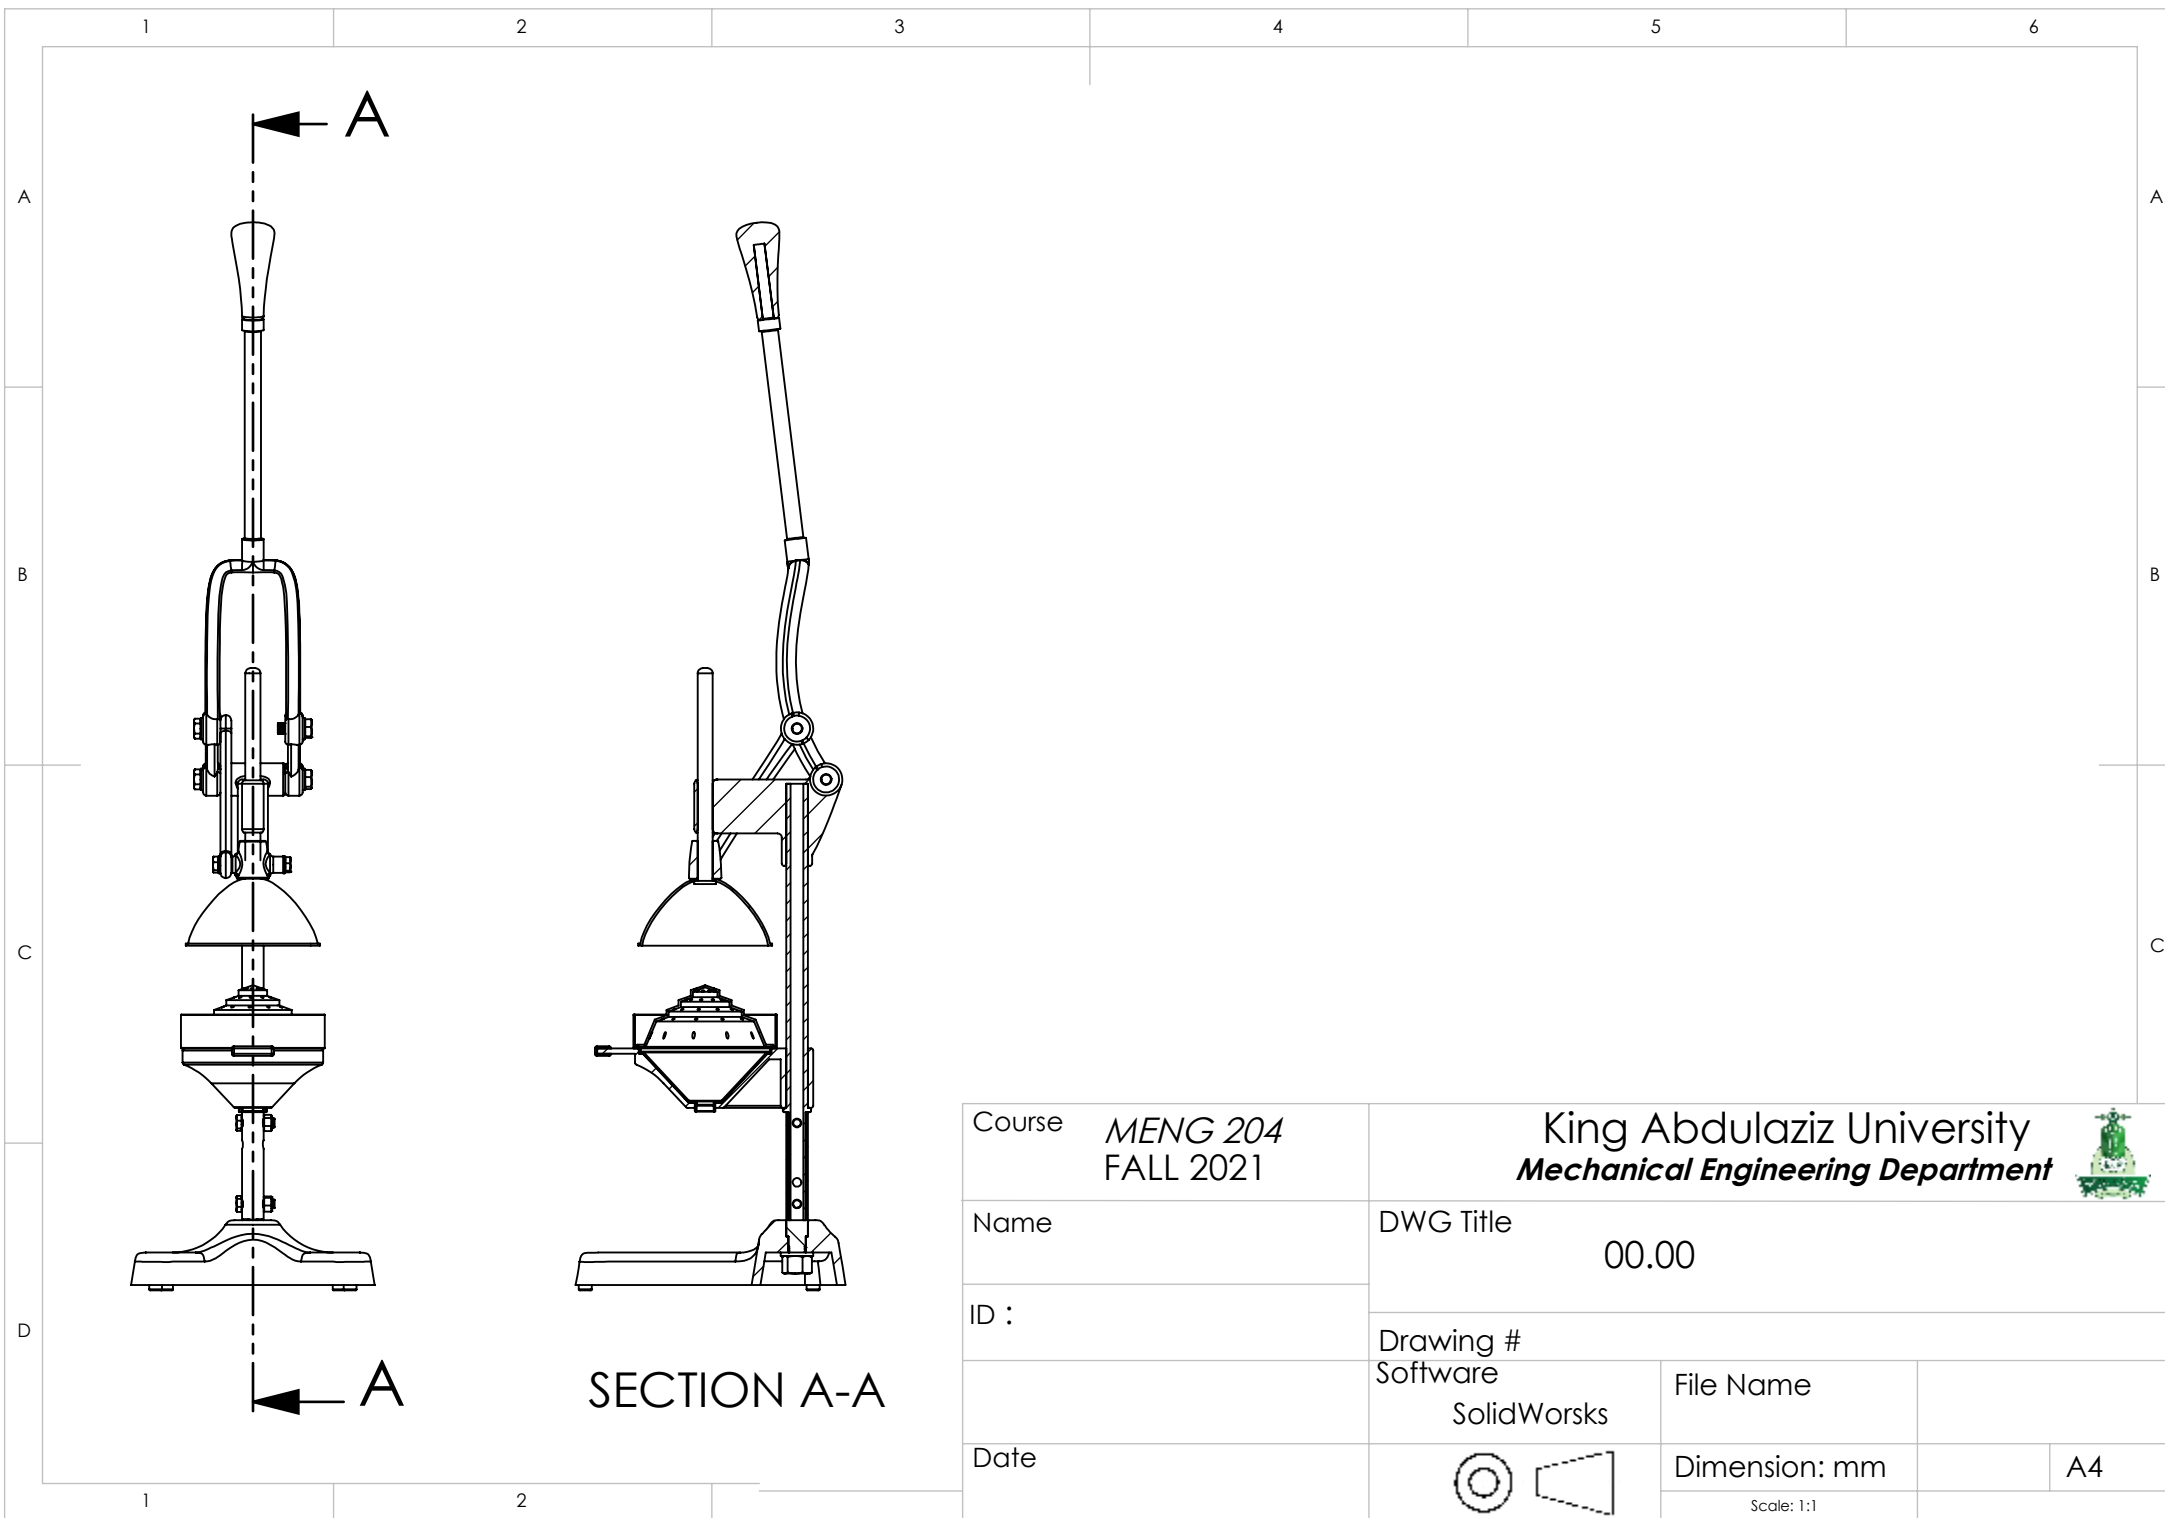 1 2 3 4 5 6
A
A
A
A
B
B
C
C
D
A
SECTION A-A
1 2
Course MENG 204
FALL 2021
King Abdulaziz University
Mechanical Engineering Department
Name
DWG Title
00.00
ID :
Drawing #
Software
SolidWorsks
File Name
Date
Dimension: mm
A4
Scale: 1:1